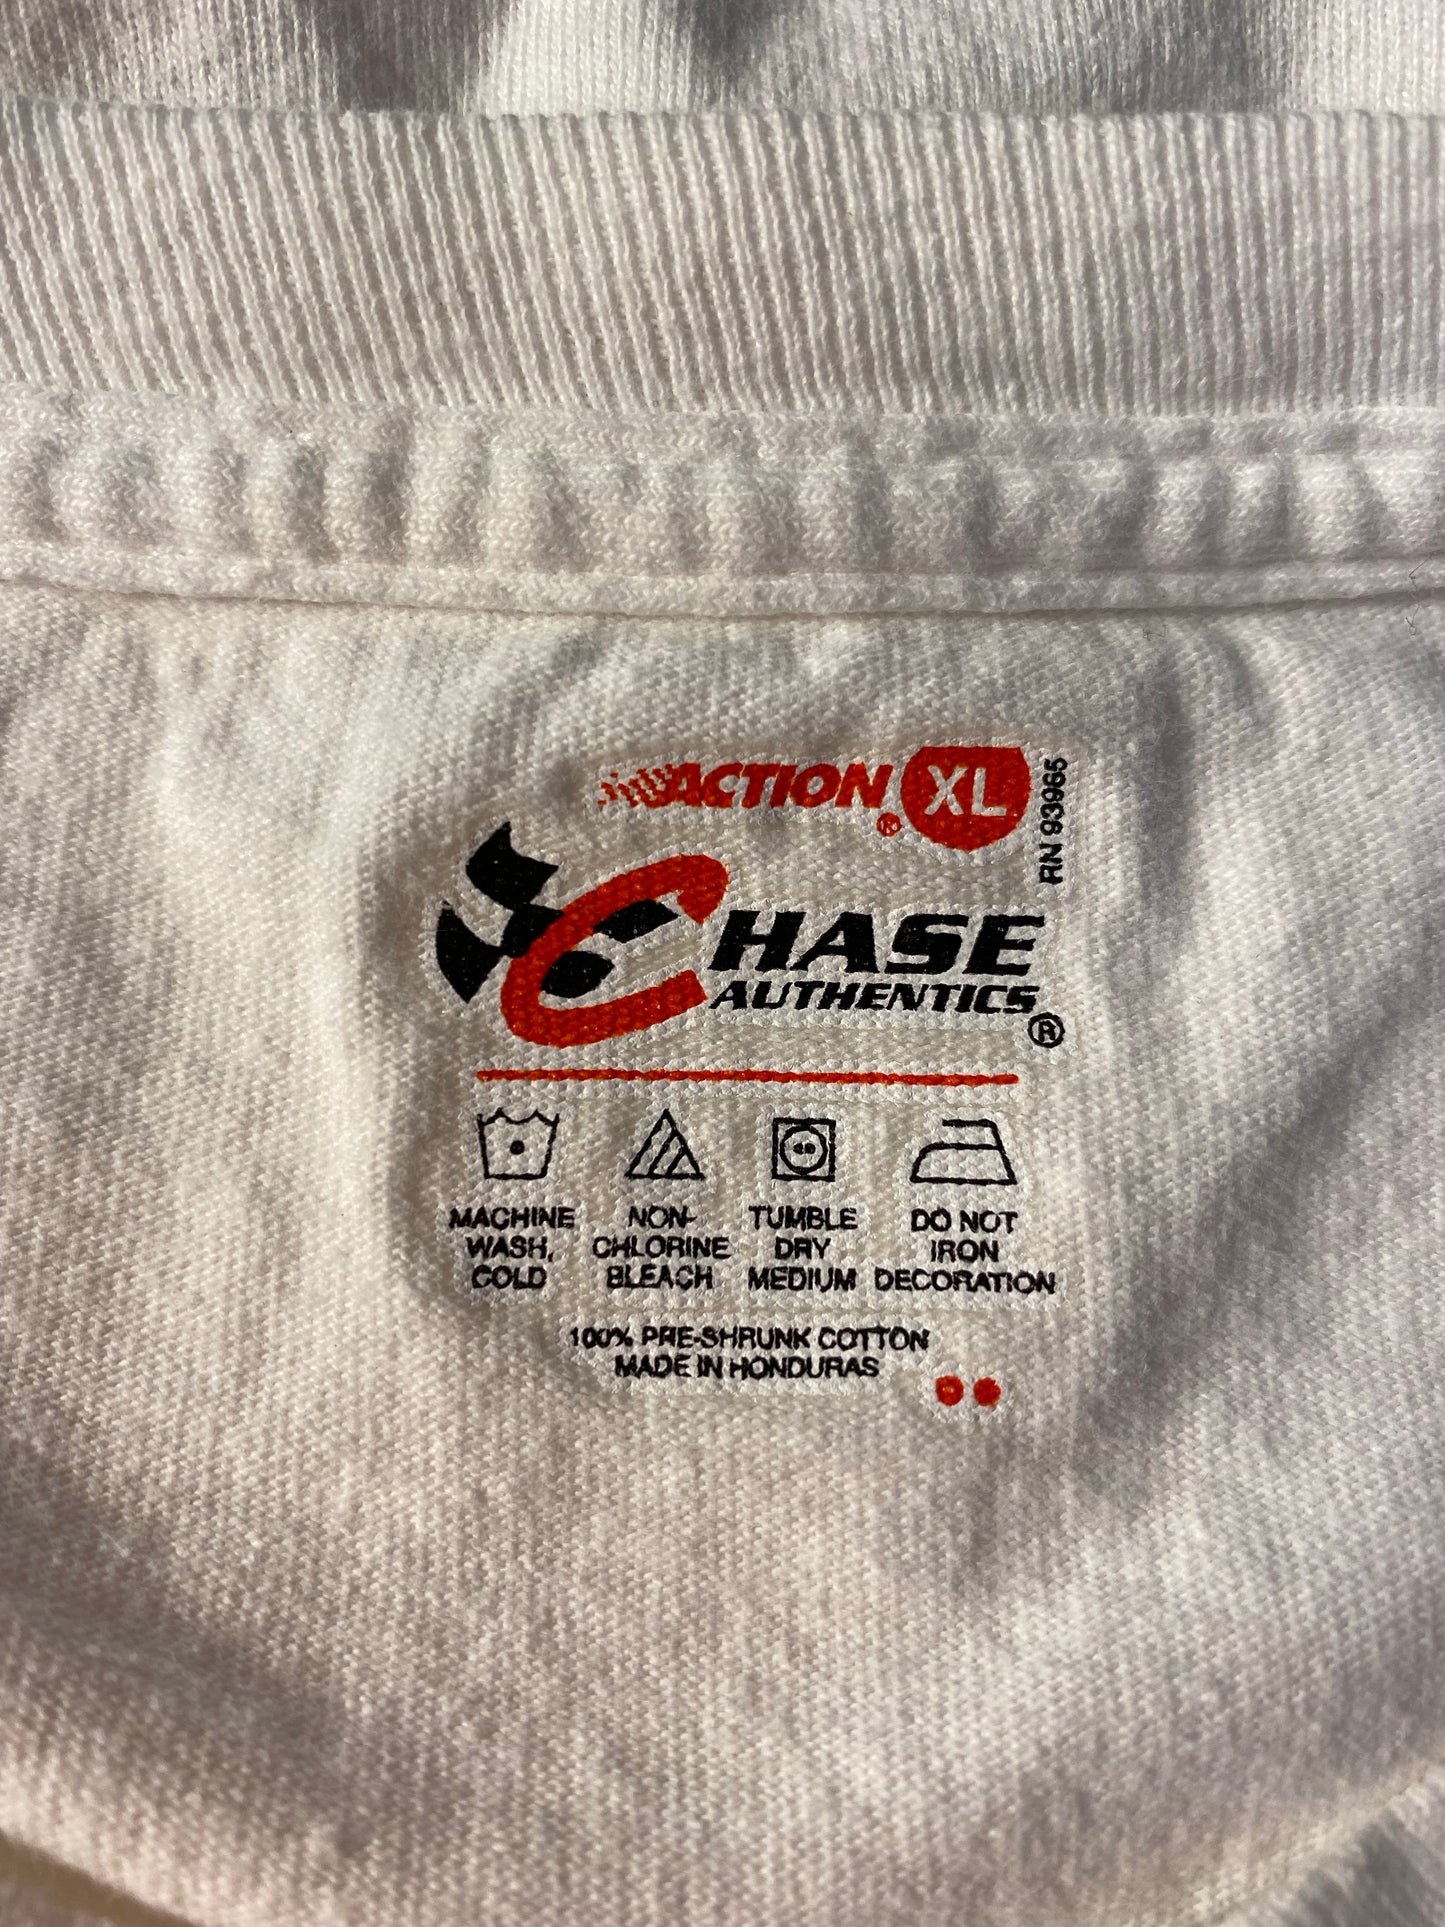 ACTION® XL
RN 93965
CHASE
AUTHENTICS®
MACHINE WASH, COLD
NON-CHLORINE BLEACH
TUMBLE DRY MEDIUM
DO NOT IRON DECORATION
100% PRE-SHRUNK COTTON
MADE IN HONDURAS